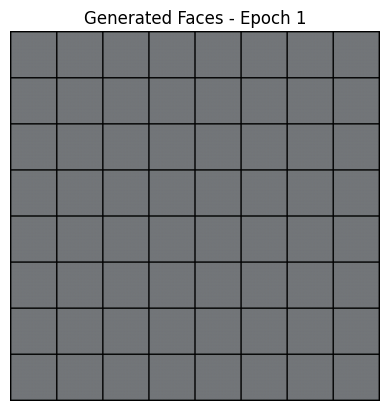 Generated Faces - Epoch 1